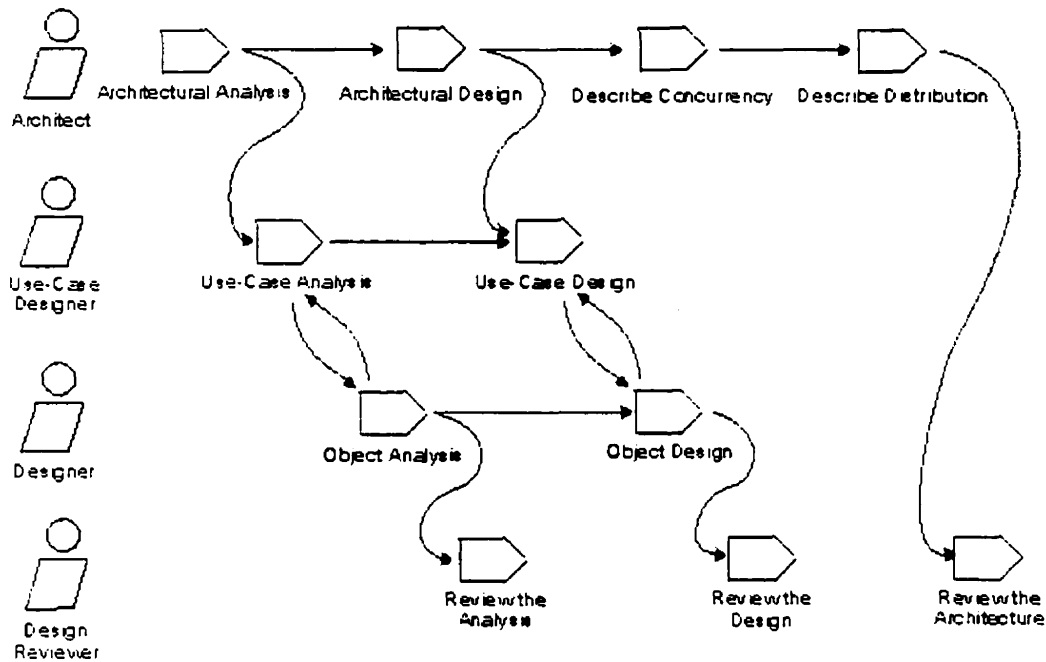 Architectural Analysis
Architectural Design
Describe Concurrency
Describe Distribution
Architect
Use-Case
Designer
Use-Case Analysis
Use-Case Design
Designer
Object Analysis
Object Design
Design
Reviewer
Review the
Analysis
Review the
Design
Review the
Architecture